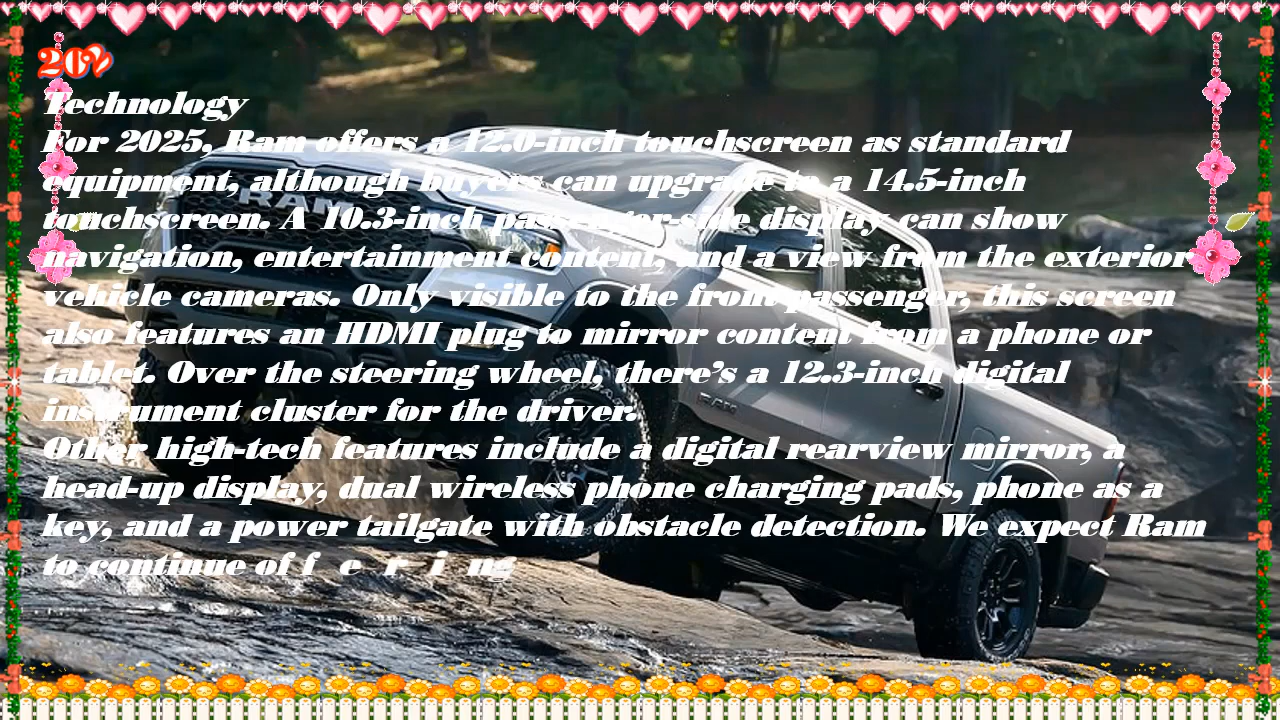 20
Technology
For 2025, Ram offers a 12.0-inch touchscreen as standard
equipment, although buyers can upgrade to a 14.5-inch
touchscreen. A 10.3-inch passenger-side display can show
navigation, entertainment content, and a view from the exterior
vehicle cameras. Only visible to the front passenger, this screen
also features an HDMI plug to mirror content from a phone or
tablet. Over the steering wheel, there’s a 12.3-inch digital
instrument cluster for the driver.
Other high-tech features include a digital rearview mirror, a
head-up display, dual wireless phone charging pads, phone as a
key, and a power tailgate with obstacle detection. We expect Ram
to continue of f e r i ng
RAM